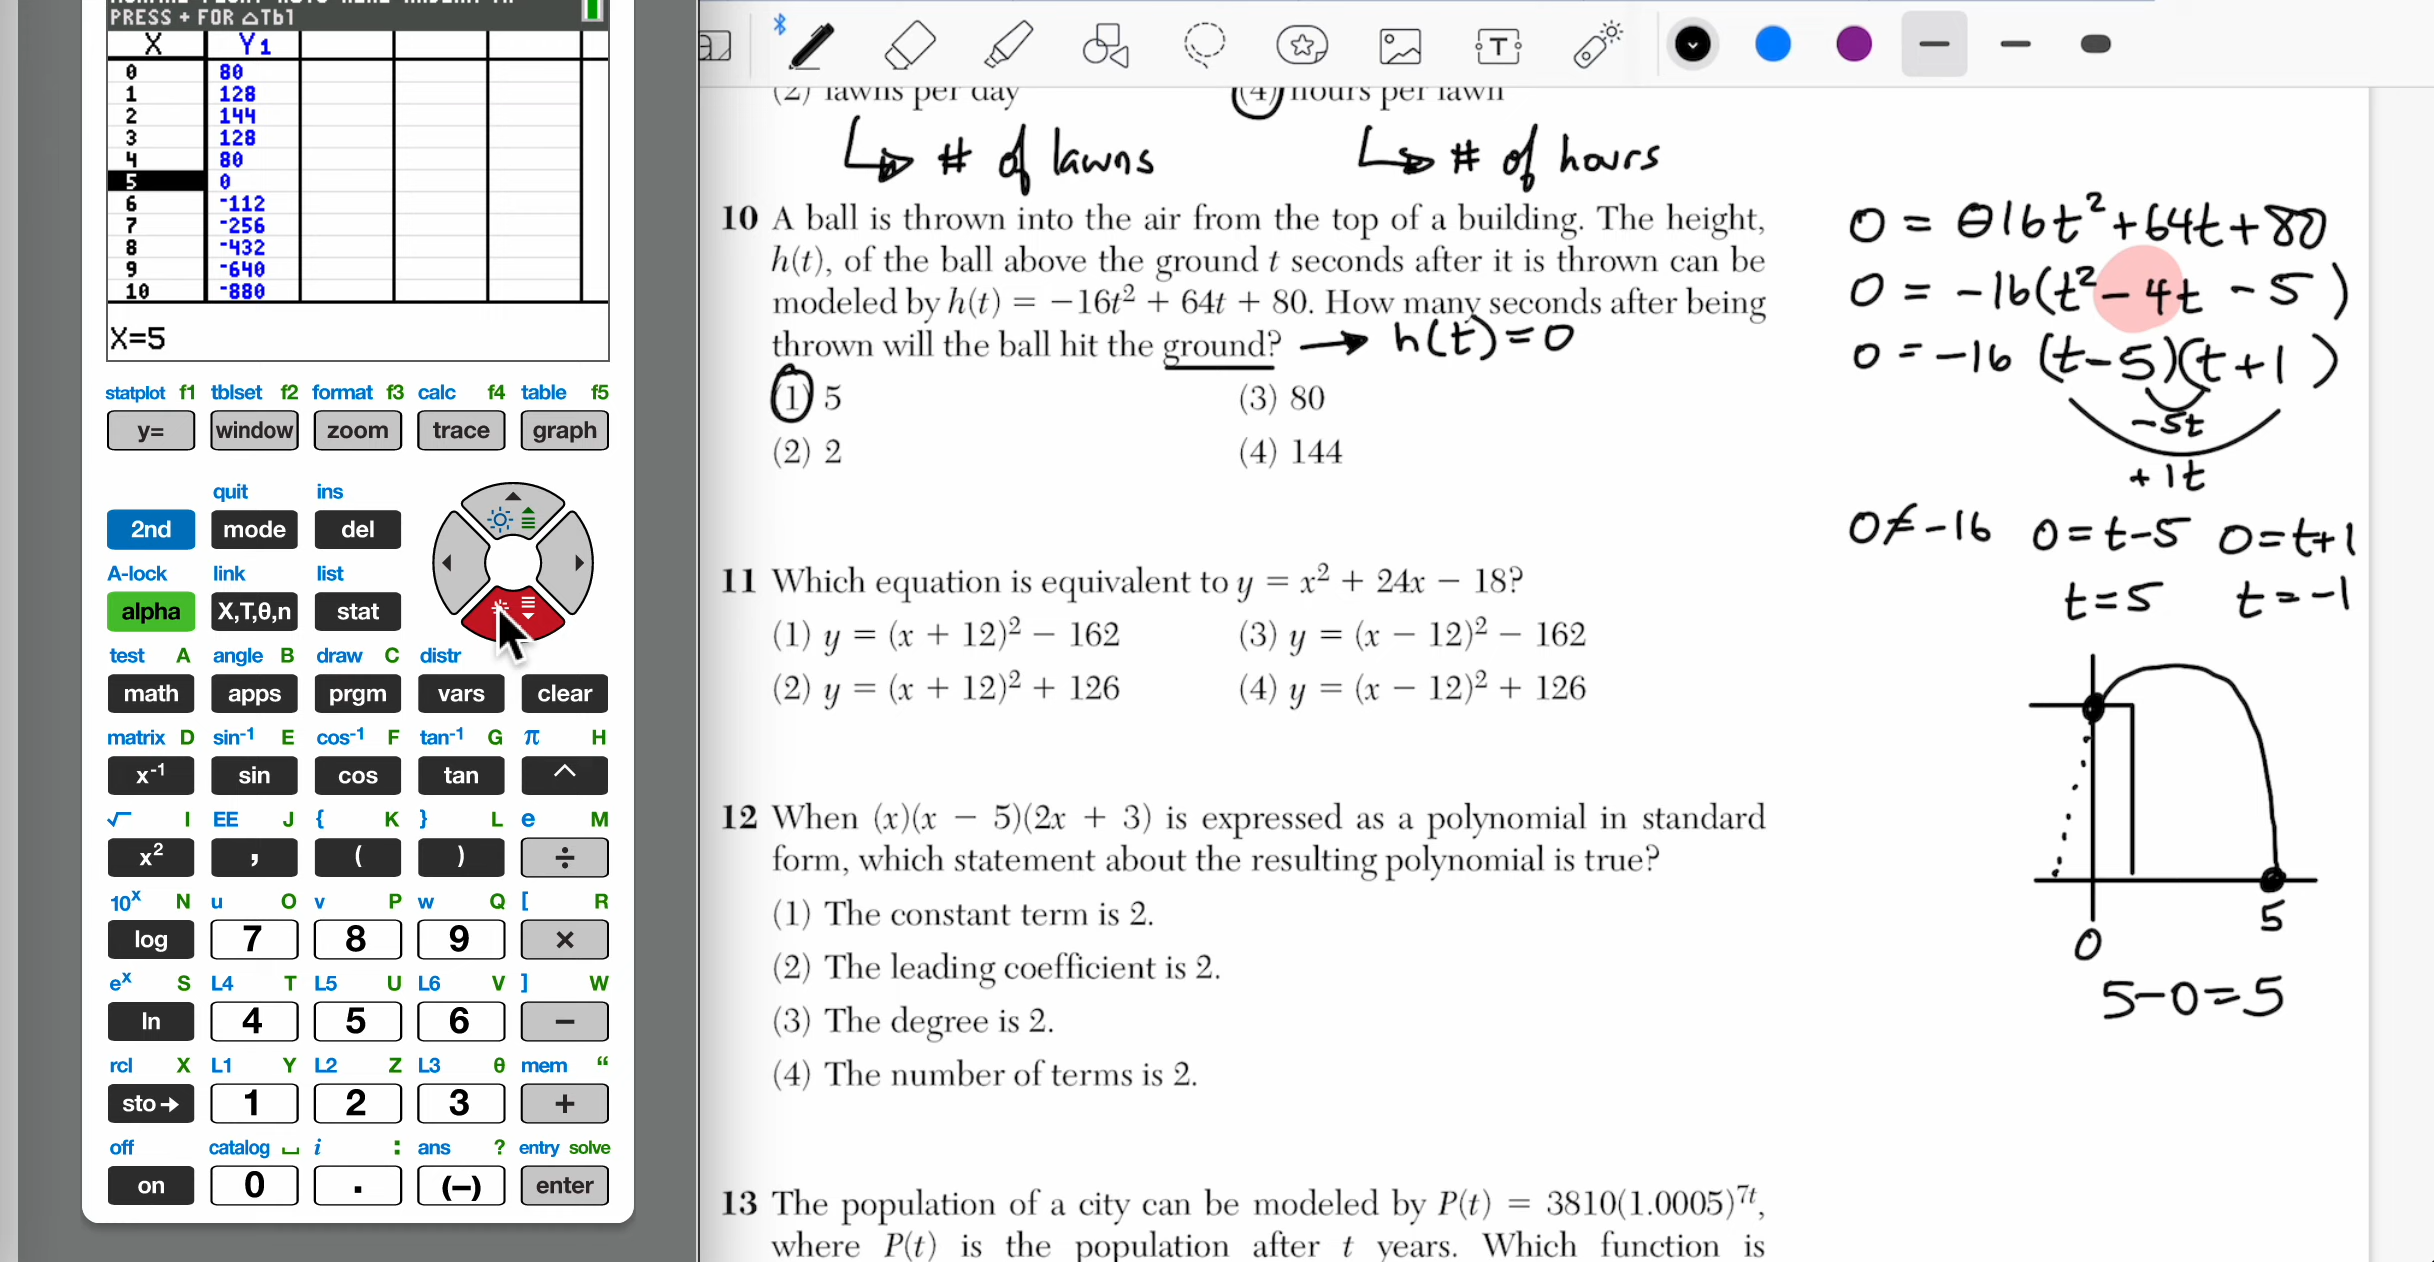 PRESS + FOR △Tb1
X Y1
0 80
1 128
2 144
3 128
4 80
5 0
6 -112
7 -256
8 -432
9 -640
10 -880
X=5
statplot f1 tblset f2 format f3 calc f4 table f5
y= window zoom trace graph
quit ins
2nd mode del
A-lock link list
alpha X,T,θ,n stat
test A angle B draw C distr
math apps prgm vars clear
matrix D sin⁻¹ E cos⁻¹ F tan⁻¹ G π H
x⁻¹ sin cos tan ^
√ I EE J { K } L e M
x² , ( ) ÷
10ˣ N u O v P w Q [ R
log 7 8 9 ×
eˣ S L4 T L5 U L6 V ] W
ln 4 5 6 −
rcl X L1 Y L2 Z L3 θ mem “
sto→ 1 2 3 +
off catalog ⎵ i : ans ? entry solve
on 0 . (−) enter
T
(2) lawns per day (4) hours per lawn
↳ # of lawns ↳ # of hours
10 A ball is thrown into the air from the top of a building. The height,
h(t), of the ball above the ground t seconds after it is thrown can be
modeled by h(t) = −16t² + 64t + 80. How many seconds after being
thrown will the ball hit the ground? → h(t)=0
(1) 5 (3) 80
(2) 2 (4) 144
11 Which equation is equivalent to y = x² + 24x − 18?
(1) y = (x + 12)² − 162 (3) y = (x − 12)² − 162
(2) y = (x + 12)² + 126 (4) y = (x − 12)² + 126
12 When (x)(x − 5)(2x + 3) is expressed as a polynomial in standard
form, which statement about the resulting polynomial is true?
(1) The constant term is 2.
(2) The leading coefficient is 2.
(3) The degree is 2.
(4) The number of terms is 2.
13 The population of a city can be modeled by P(t) = 3810(1.0005)⁷ᵗ,
where P(t) is the population after t years. Which function is
0 = −16t²+64t+80
0 = −16(t²−4t −5 )
0 = −16 (t−5)(t+1 )
−5t
+1t
0≠−16 0=t−5 0=t+1
t=5 t=−1
5
0
5−0=5